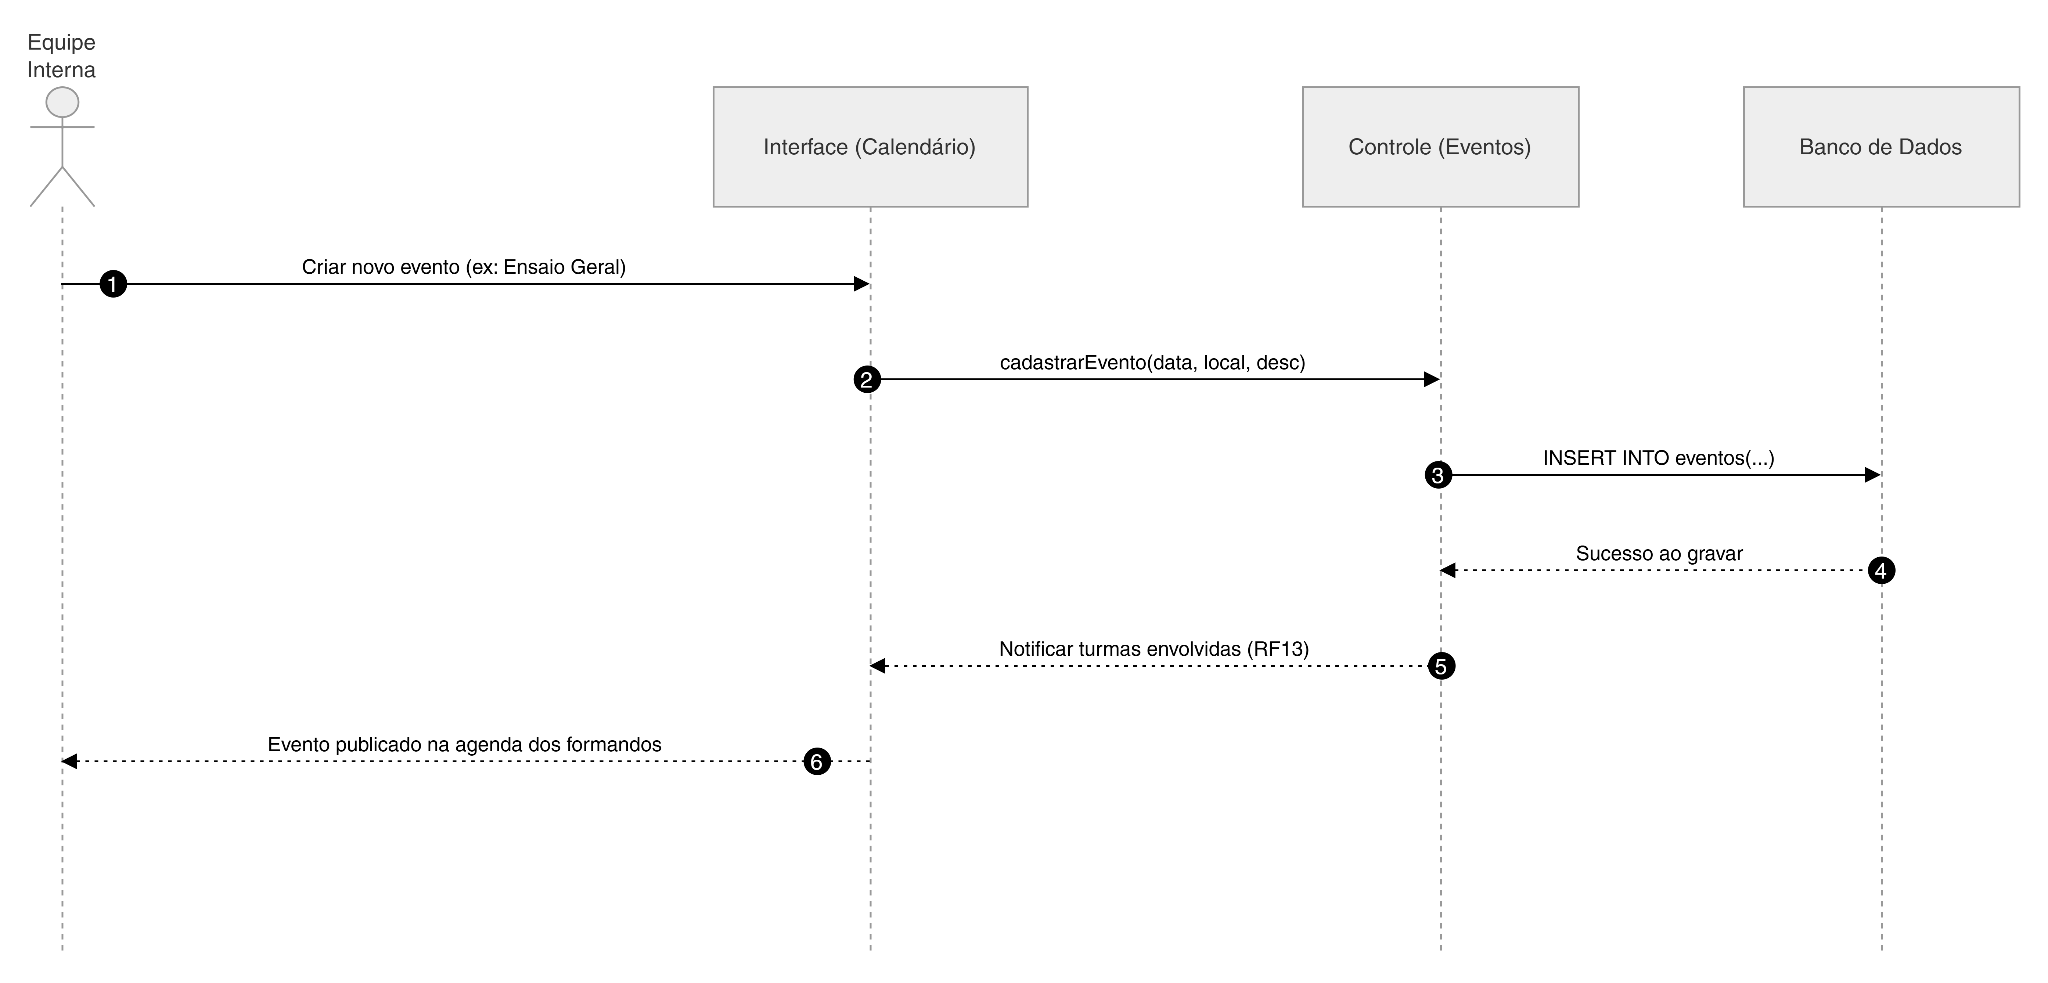 Equipe
Interna
Interface (Calendário)
Controle (Eventos)
Banco de Dados
Criar novo evento (ex: Ensaio Geral)
1
cadastrarEvento(data, local, desc)
2
INSERT INTO eventos(...)
3
Sucesso ao gravar
4
Notificar turmas envolvidas (RF13)
5
Evento publicado na agenda dos formandos
6